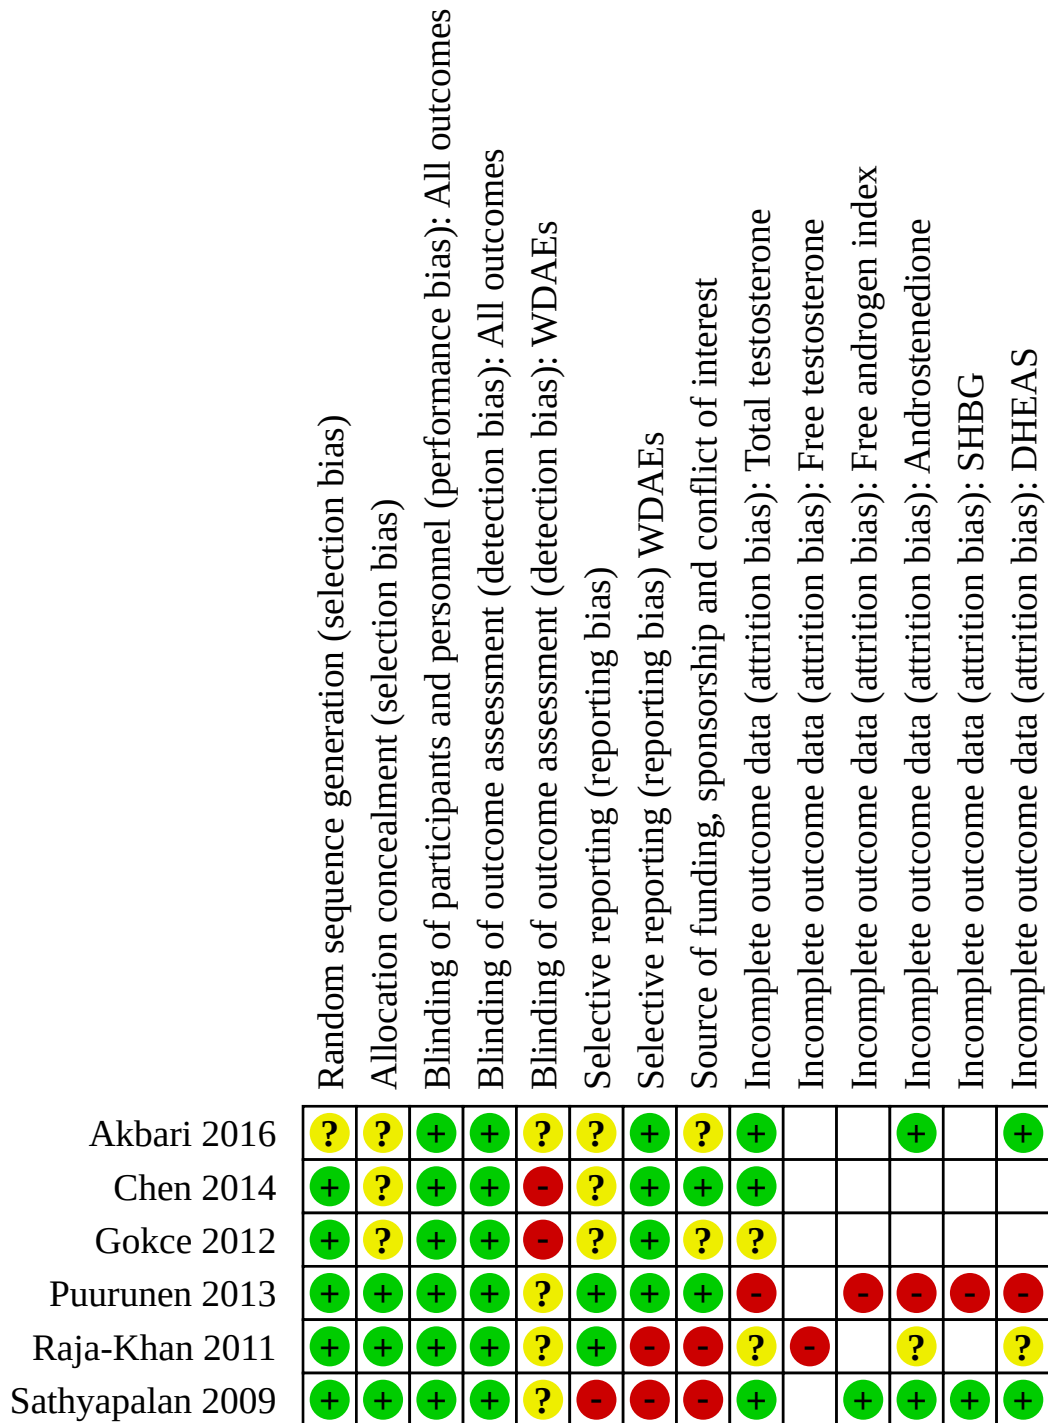 Random sequence generation (selection bias)
Allocation concealment (selection bias)
Blinding of participants and personnel (performance bias): All outcomes
Blinding of outcome assessment (detection bias): All outcomes
Blinding of outcome assessment (detection bias): WDAEs
Selective reporting (reporting bias)
Selective reporting (reporting bias) WDAEs
Source of funding, sponsorship and conflict of interest
Incomplete outcome data (attrition bias): Total testosterone
Incomplete outcome data (attrition bias): Free testosterone
Incomplete outcome data (attrition bias): Free androgen index
Incomplete outcome data (attrition bias): Androstenedione
Incomplete outcome data (attrition bias): SHBG
Incomplete outcome data (attrition bias): DHEAS
Akbari 2016 ? ? + + ? ? + ? + + +
Chen 2014 + ? + + - ? + + +
Gokce 2012 + ? + + - ? + ? ?
Puurunen 2013 + + + + ? + + + - - - - -
Raja-Khan 2011 + + + + ? + - - ? - ? ?
Sathyapalan 2009 + + + + ? - - - + + + + +